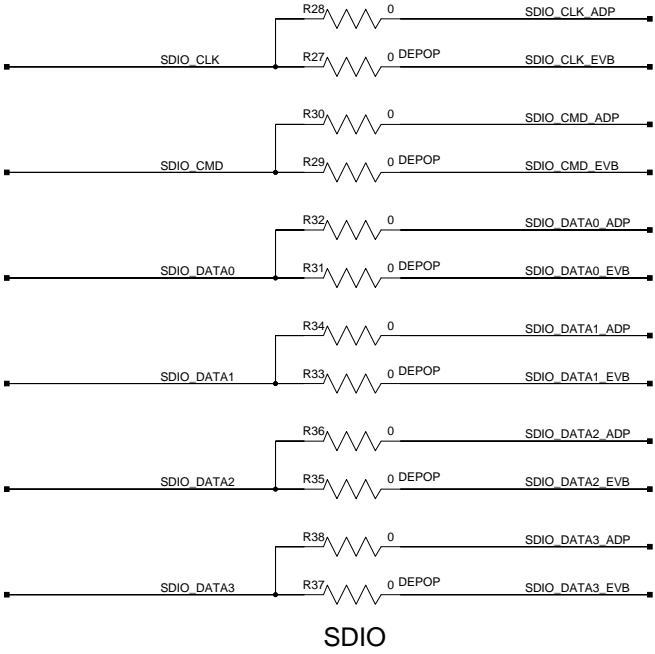 R28 0 SDIO_CLK_ADP
SDIO_CLK R27 0 DEPOP SDIO_CLK_EVB
R30 0 SDIO_CMD_ADP
SDIO_CMD R29 0 DEPOP SDIO_CMD_EVB
R32 0 SDIO_DATA0_ADP
SDIO_DATA0 R31 0 DEPOP SDIO_DATA0_EVB
R34 0 SDIO_DATA1_ADP
SDIO_DATA1 R33 0 DEPOP SDIO_DATA1_EVB
R36 0 SDIO_DATA2_ADP
SDIO_DATA2 R35 0 DEPOP SDIO_DATA2_EVB
R38 0 SDIO_DATA3_ADP
SDIO_DATA3 R37 0 DEPOP SDIO_DATA3_EVB
SDIO